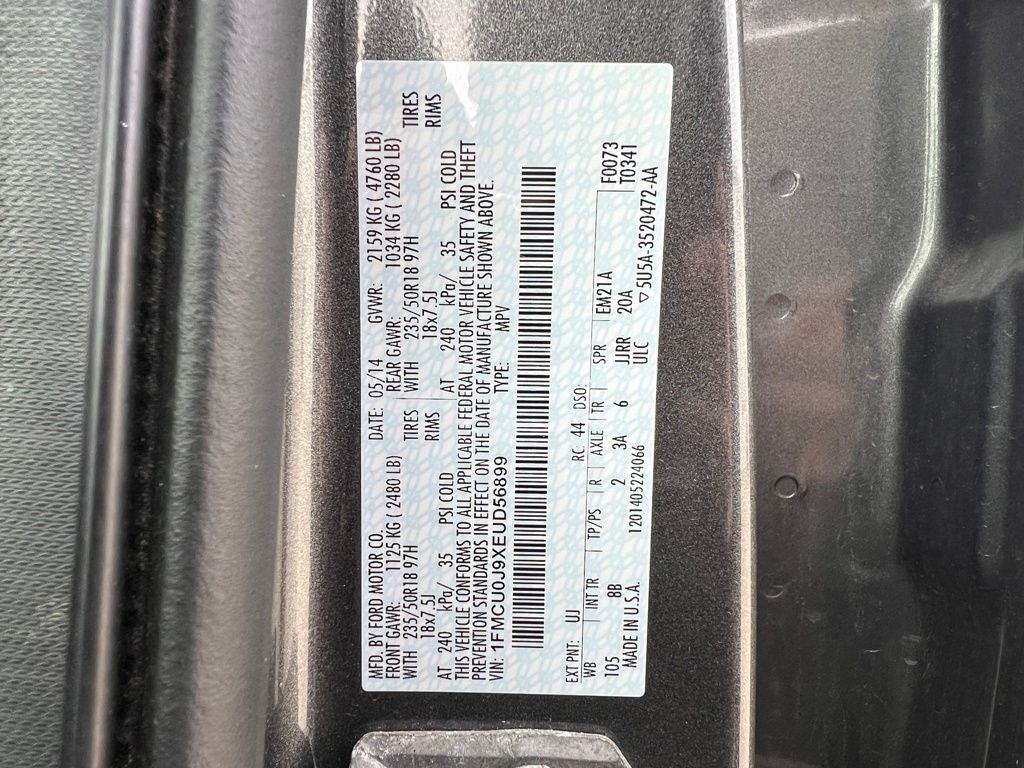 MFD. BY FORD MOTOR CO. DATE: 05/14 GVWR: 2159 KG ( 4760 LB)
FRONT GAWR: 1125 KG ( 2480 LB) REAR GAWR: 1034 KG ( 2280 LB)
WITH 235/50R18 97H TIRES WITH 235/50R18 97H TIRES
18x7.5J RIMS 18x7.5J RIMS
AT 240 kPa/ 35 PSI COLD AT 240 kPa/ 35 PSI COLD
THIS VEHICLE CONFORMS TO ALL APPLICABLE FEDERAL MOTOR VEHICLE SAFETY AND THEFT
PREVENTION STANDARDS IN EFFECT ON THE DATE OF MANUFACTURE SHOWN ABOVE.
VIN: 1FMCU0J9XEUD56899 TYPE: MPV
EXT PNT: UJ RC: 44 DSO:
WB INT TR TP/PS R AXLE TR SPR EM21A F0073
105 8B 2 3A 6 JJRR 20A T0341
MADE IN U.S.A. 1201405224066 ULC ▽5U5A-3520472-AA